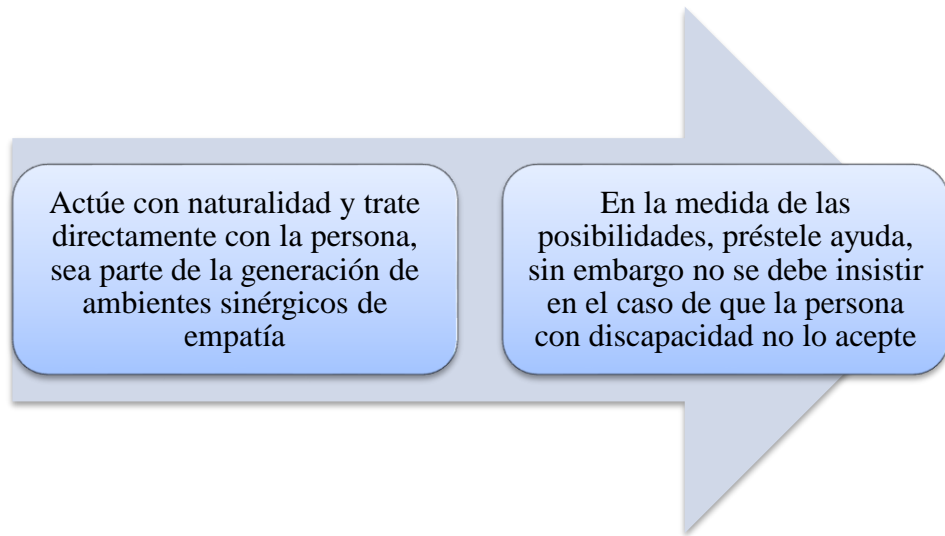 Actúe con naturalidad y trate
directamente con la persona,
sea parte de la generación de
ambientes sinérgicos de
empatía
En la medida de las
posibilidades, préstele ayuda,
sin embargo no se debe insistir
en el caso de que la persona
con discapacidad no lo acepte